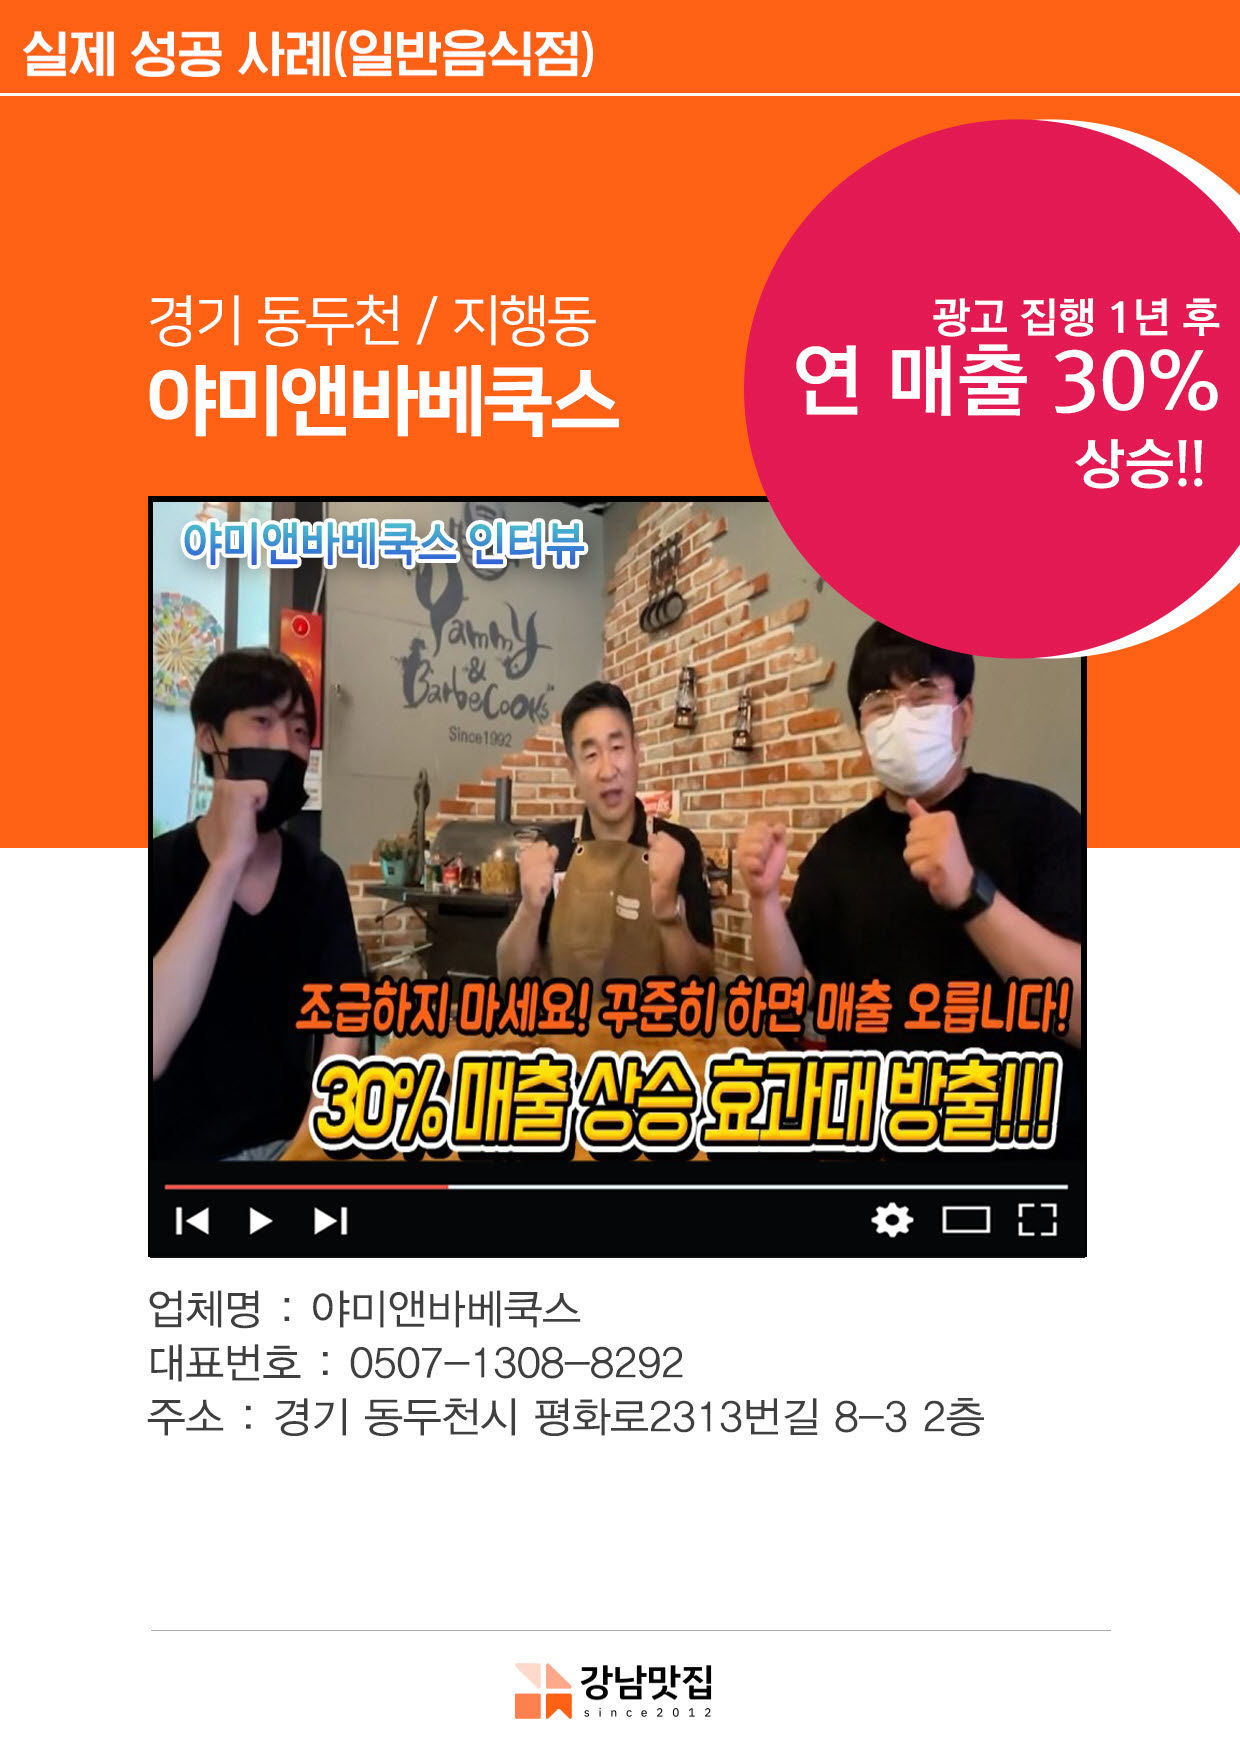 실제 성공 사례(일반음식점)
경기 동두천 / 지행동
야미앤바베쿡스
광고 집행 1년 후
연 매출 30%
상승!!
야미앤바베쿡스 인터뷰
Yammy
&
BarbeCook's
Since1992
조급하지 마세요! 꾸준히 하면 매출 오릅니다!
30% 매출 상승 효과대 방출!!!
업체명 : 야미앤바베쿡스
대표번호 : 0507-1308-8292
주소 : 경기 동두천시 평화로2313번길 8-3 2층
강남맛집
since2012